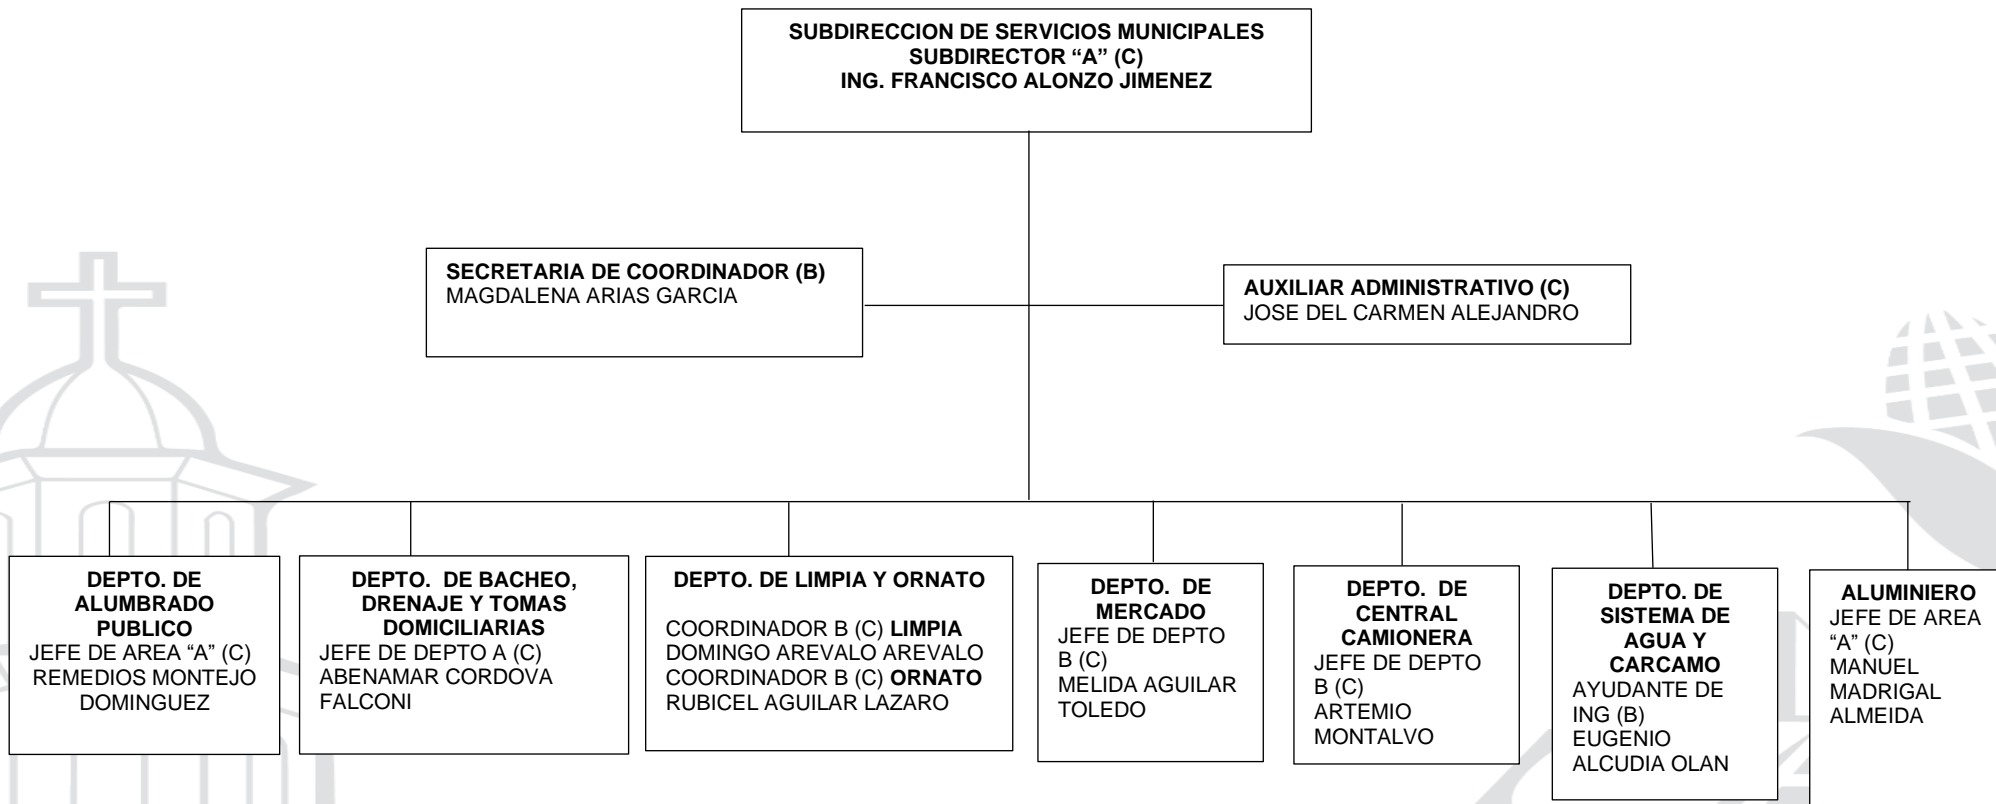 SUBDIRECCION DE SERVICIOS MUNICIPALES
SUBDIRECTOR “A” (C)
ING. FRANCISCO ALONZO JIMENEZ
SECRETARIA DE COORDINADOR (B)
MAGDALENA ARIAS GARCIA
AUXILIAR ADMINISTRATIVO (C)
JOSE DEL CARMEN ALEJANDRO
DEPTO. DE
ALUMBRADO
PUBLICO
JEFE DE AREA “A” (C)
REMEDIOS MONTEJO
DOMINGUEZ
DEPTO. DE BACHEO,
DRENAJE Y TOMAS
DOMICILIARIAS
JEFE DE DEPTO A (C)
ABENAMAR CORDOVA
FALCONI
DEPTO. DE LIMPIA Y ORNATO
COORDINADOR B (C) LIMPIA
DOMINGO AREVALO AREVALO
COORDINADOR B (C) ORNATO
RUBICEL AGUILAR LAZARO
DEPTO. DE
MERCADO
JEFE DE DEPTO
B (C)
MELIDA AGUILAR
TOLEDO
DEPTO. DE
CENTRAL
CAMIONERA
JEFE DE DEPTO
B (C)
ARTEMIO
MONTALVO
DEPTO. DE
SISTEMA DE
AGUA Y
CARCAMO
AYUDANTE DE
ING (B)
EUGENIO
ALCUDIA OLAN
ALUMINIERO
JEFE DE AREA
“A” (C)
MANUEL
MADRIGAL
ALMEIDA